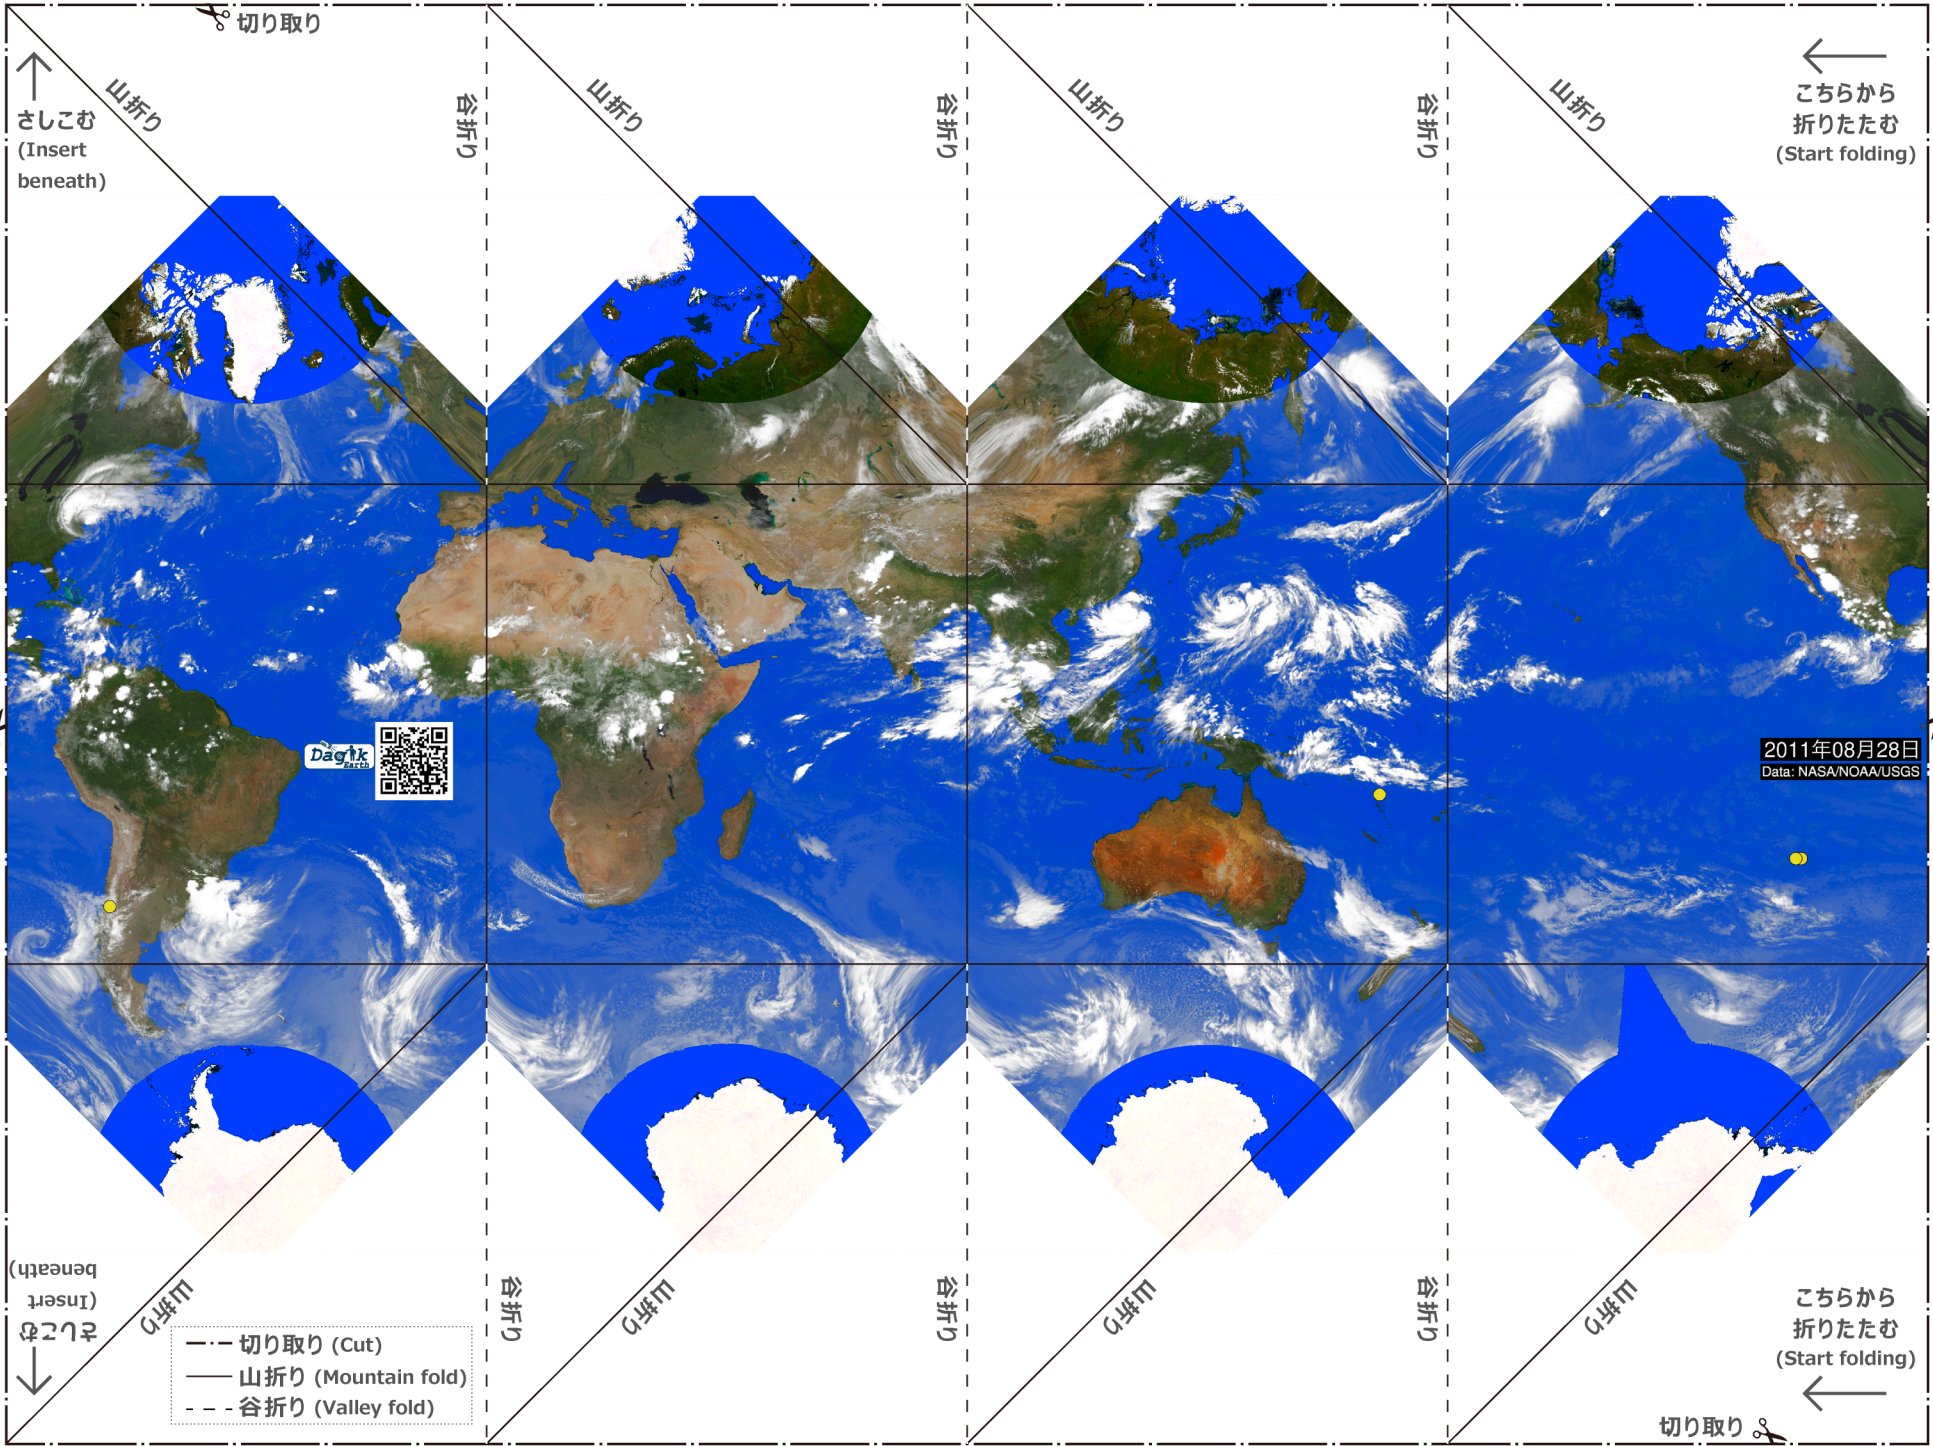 切り取り
さしこむ
(Insert
beneath)
山折り
谷折り
山折り
谷折り
山折り
谷折り
山折り
こちらから
折りたたむ
(Start folding)
Dagik
Earth
2011年08月28日
Data: NASA/NOAA/USGS
さしこむ
(Insert
beneath)
山折り
谷折り
山折り
谷折り
山折り
谷折り
山折り
こちらから
折りたたむ
(Start folding)
切り取り (Cut)
山折り (Mountain fold)
谷折り (Valley fold)
切り取り